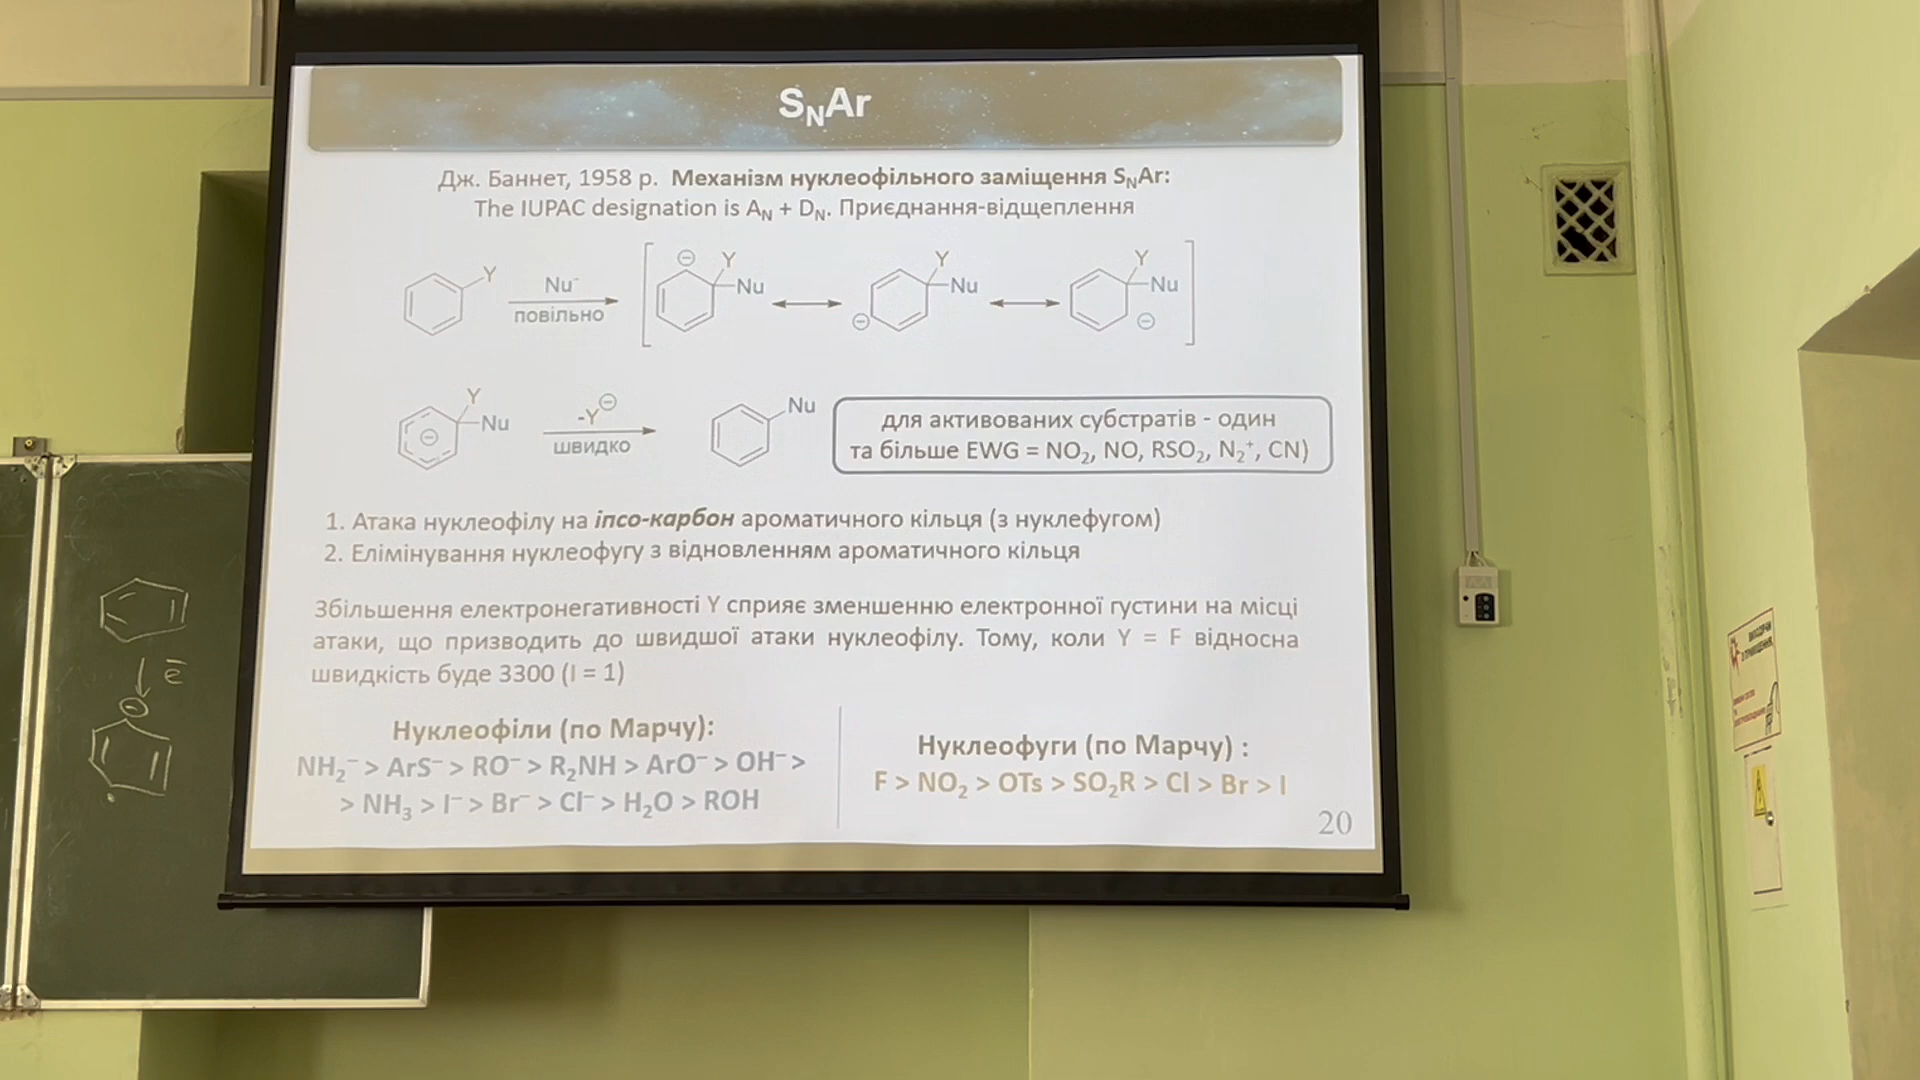 SNAr
Дж. Баннет, 1958 р. Механізм нуклеофільного заміщення SNAr:
The IUPAC designation is AN + DN. Приєднання-відщеплення
Y
Nu⁻
повільно
⊖ Y
Nu
Y
Nu
⊖
Y
Nu
⊖
Y
Nu
⊖
-Y⊖
швидко
Nu
для активованих субстратів - один
та більше EWG = NO₂, NO, RSO₂, N₂⁺, CN)
1. Атака нуклеофілу на іпсо-карбон ароматичного кільця (з нуклефугом)
2. Елімінування нуклеофугу з відновленням ароматичного кільця
Збільшення електронегативності Y сприяє зменшенню електронної густини на місці
атаки, що призводить до швидшої атаки нуклеофілу. Тому, коли Y = F відносна
швидкість буде 3300 (I = 1)
Нуклеофіли (по Марчу):
NH₂⁻ > ArS⁻ > RO⁻ > R₂NH > ArO⁻ > OH⁻ >
> NH₃ > I⁻ > Br⁻ > Cl⁻ > H₂O > ROH
Нуклеофуги (по Марчу) :
F > NO₂ > OTs > SO₂R > Cl > Br > I
20
ē